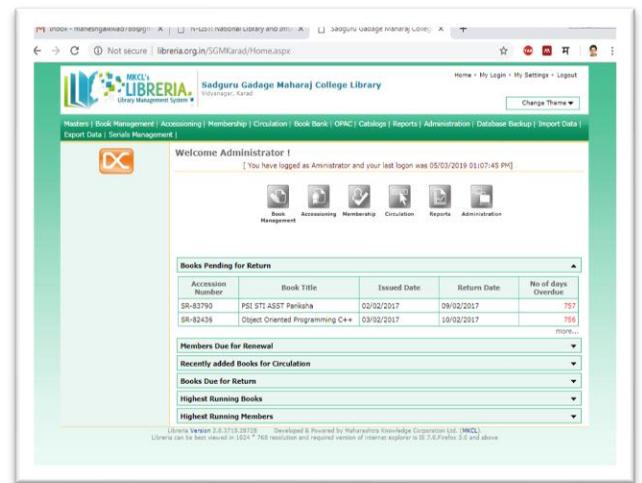 Inbox - maheshgaikwad78
N-LIST: National Library and
Sadguru Gadage Maharaj Colleg
Not secure | libreria.org.in/SGMKarad/Home.aspx
म
MKCL's
LIBRERIA.
Library Management System
Sadguru Gadage Maharaj College Library
Vidyanagar, Karad
Home • My Login • My Settings • Logout
Change Theme
Masters | Book Management | Accessioning | Membership | Circulation | Book Bank | OPAC | Catalogs | Reports | Administration | Database Backup | Import Data |
Export Data | Serials Management |
DC
Welcome Administrator !
[ You have logged as Aministrator and your last logon was 05/03/2019 01:07:45 PM]
Book Management
Accessioning
Membership
Circulation
Reports
Administration
Books Pending for Return
Accession Number Book Title Issued Date Return Date No of days Overdue
SR-83790 PSI STI ASST Pariksha 02/02/2017 09/02/2017 757
SR-82436 Object Oriented Programming C++ 03/02/2017 10/02/2017 756
more...
Members Due for Renewal
Recently added Books for Circulation
Books Due for Return
Highest Running Books
Highest Running Members
Libreria Version 2.0.3715.28728 Developed & Powered by Maharashtra Knowledge Corporation Ltd. (MKCL).
Libreria can be best viewed in 1024 * 768 resolution and required version of internet explorer is IE 7.0,Firefox 3.0 and above